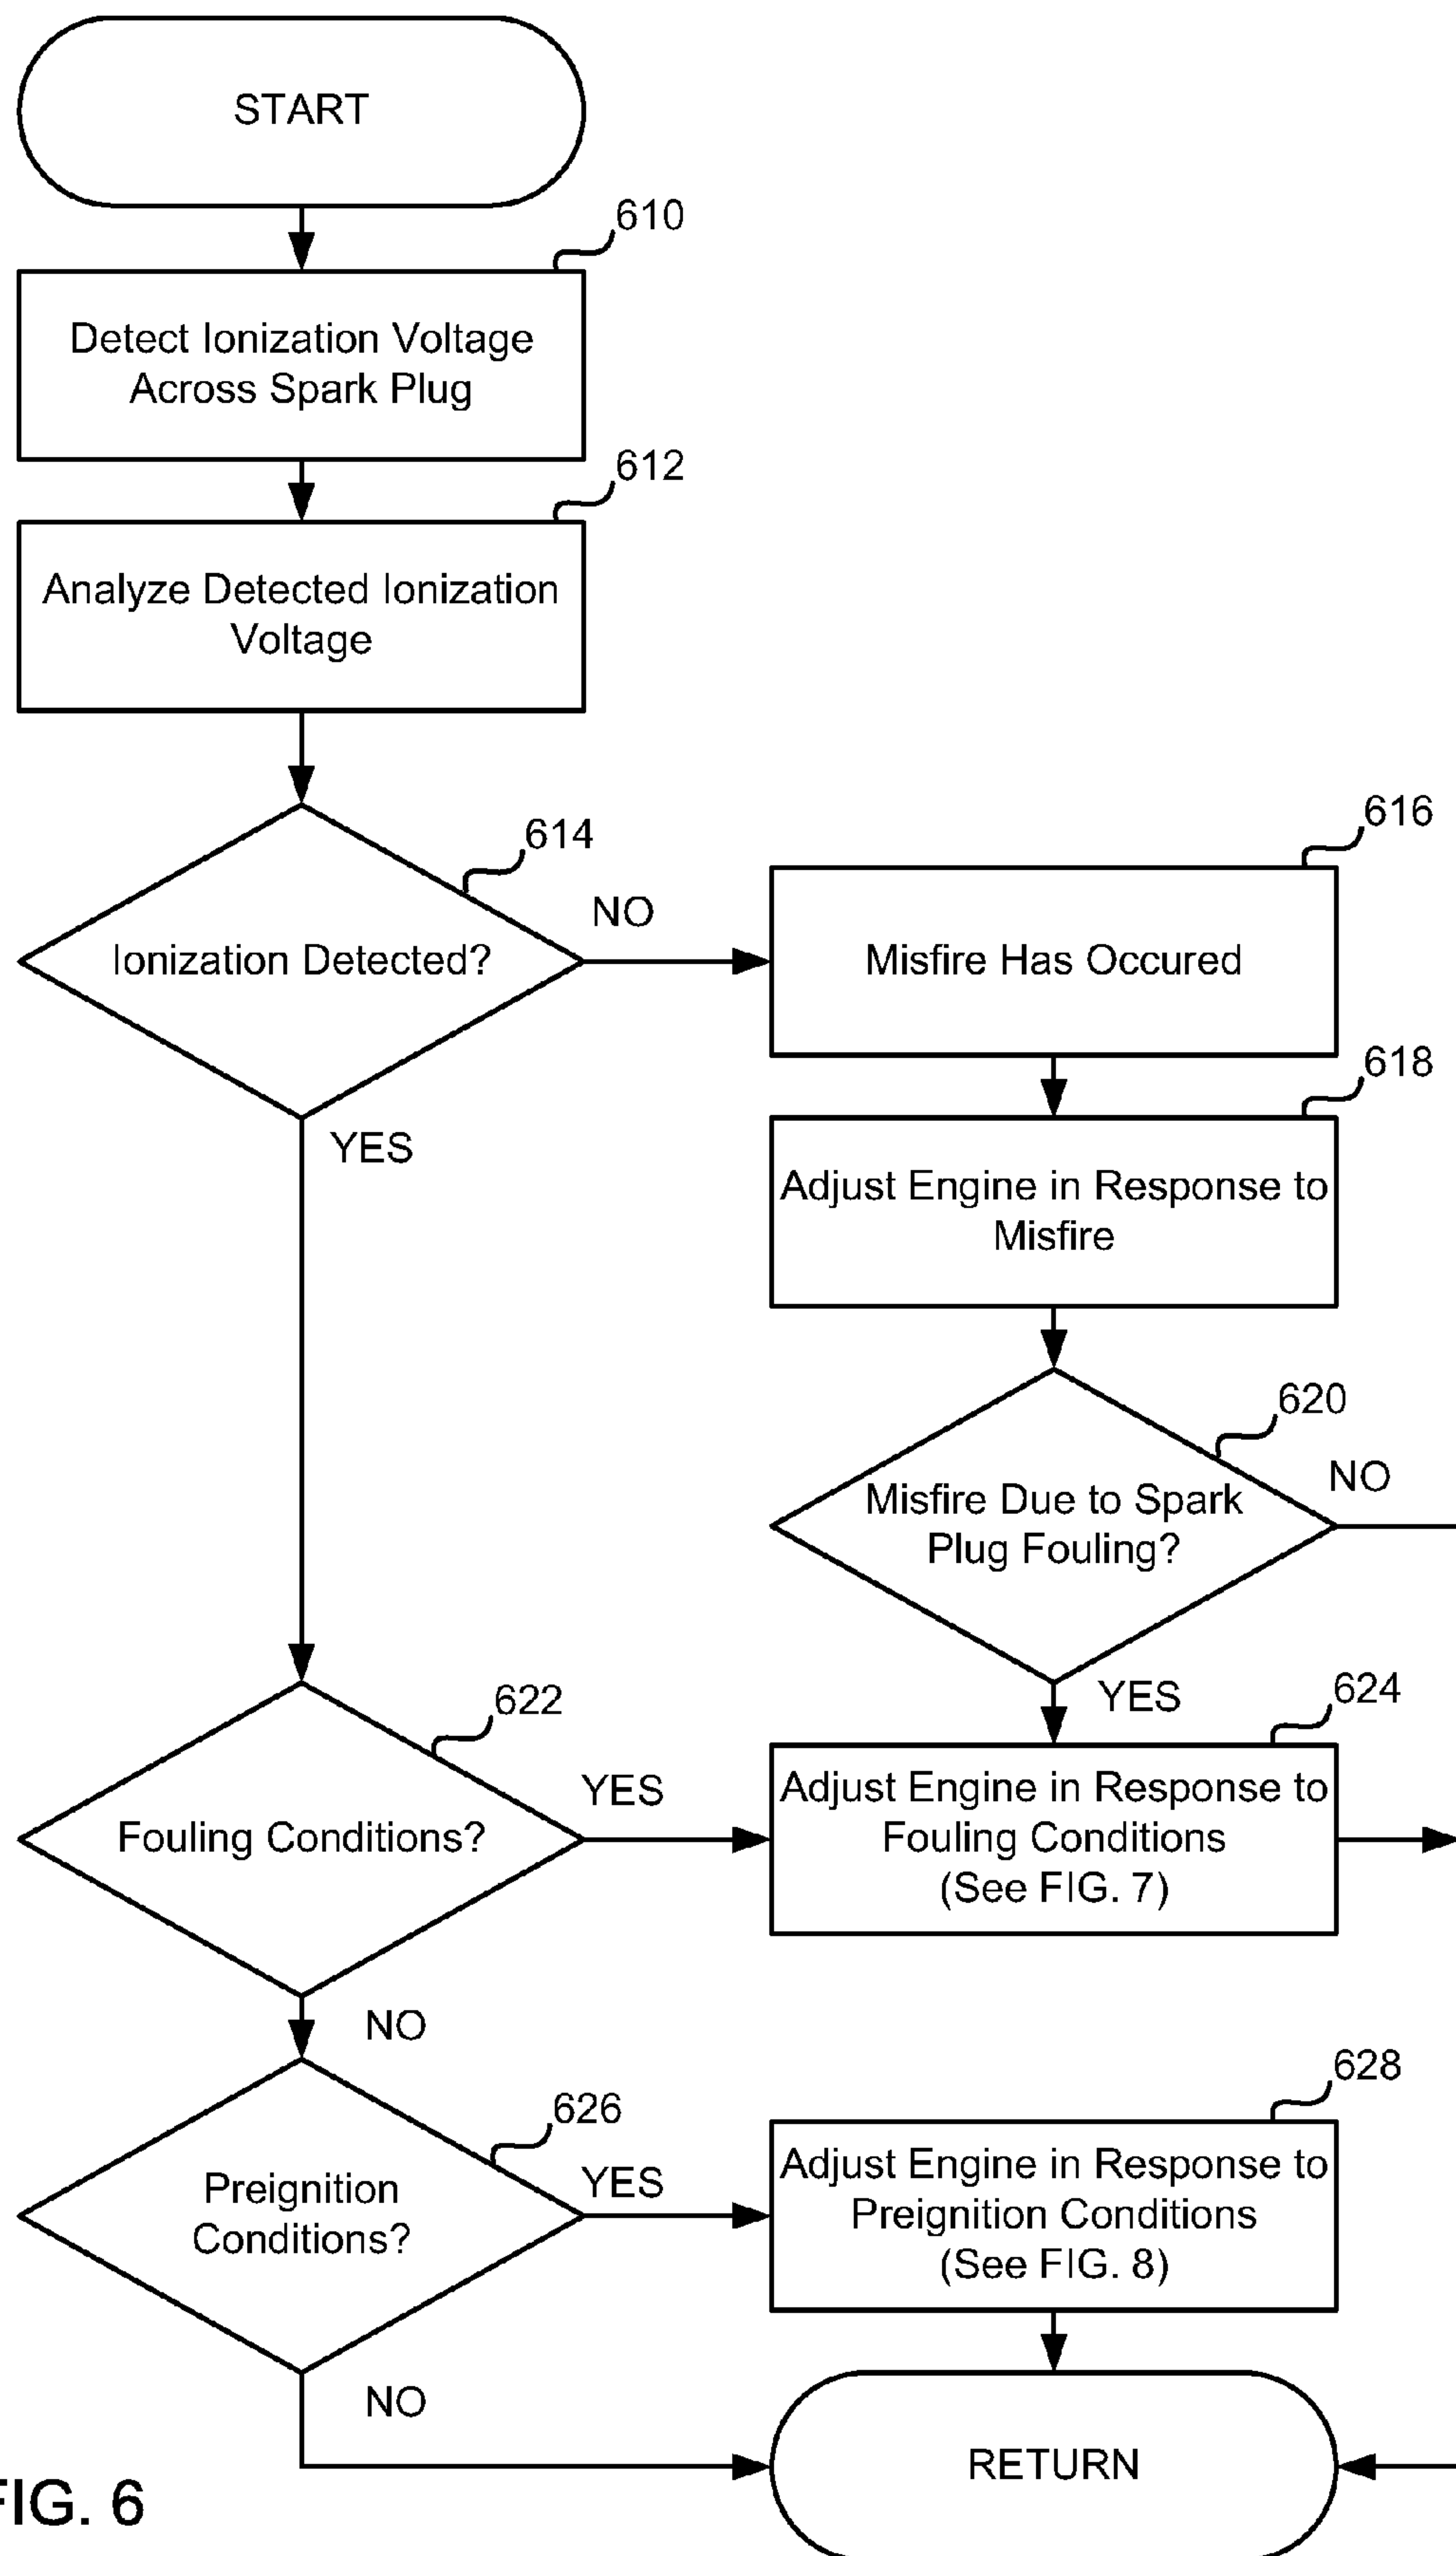 START
610
Detect Ionization Voltage
Across Spark Plug
612
Analyze Detected Ionization
Voltage
614
Ionization Detected?
NO
YES
616
Misfire Has Occured
618
Adjust Engine in Response to
Misfire
620
Misfire Due to Spark
Plug Fouling?
NO
YES
622
Fouling Conditions?
YES
NO
624
Adjust Engine in Response to
Fouling Conditions
(See FIG. 7)
626
Preignition
Conditions?
YES
NO
628
Adjust Engine in Response to
Preignition Conditions
(See FIG. 8)
RETURN
FIG. 6